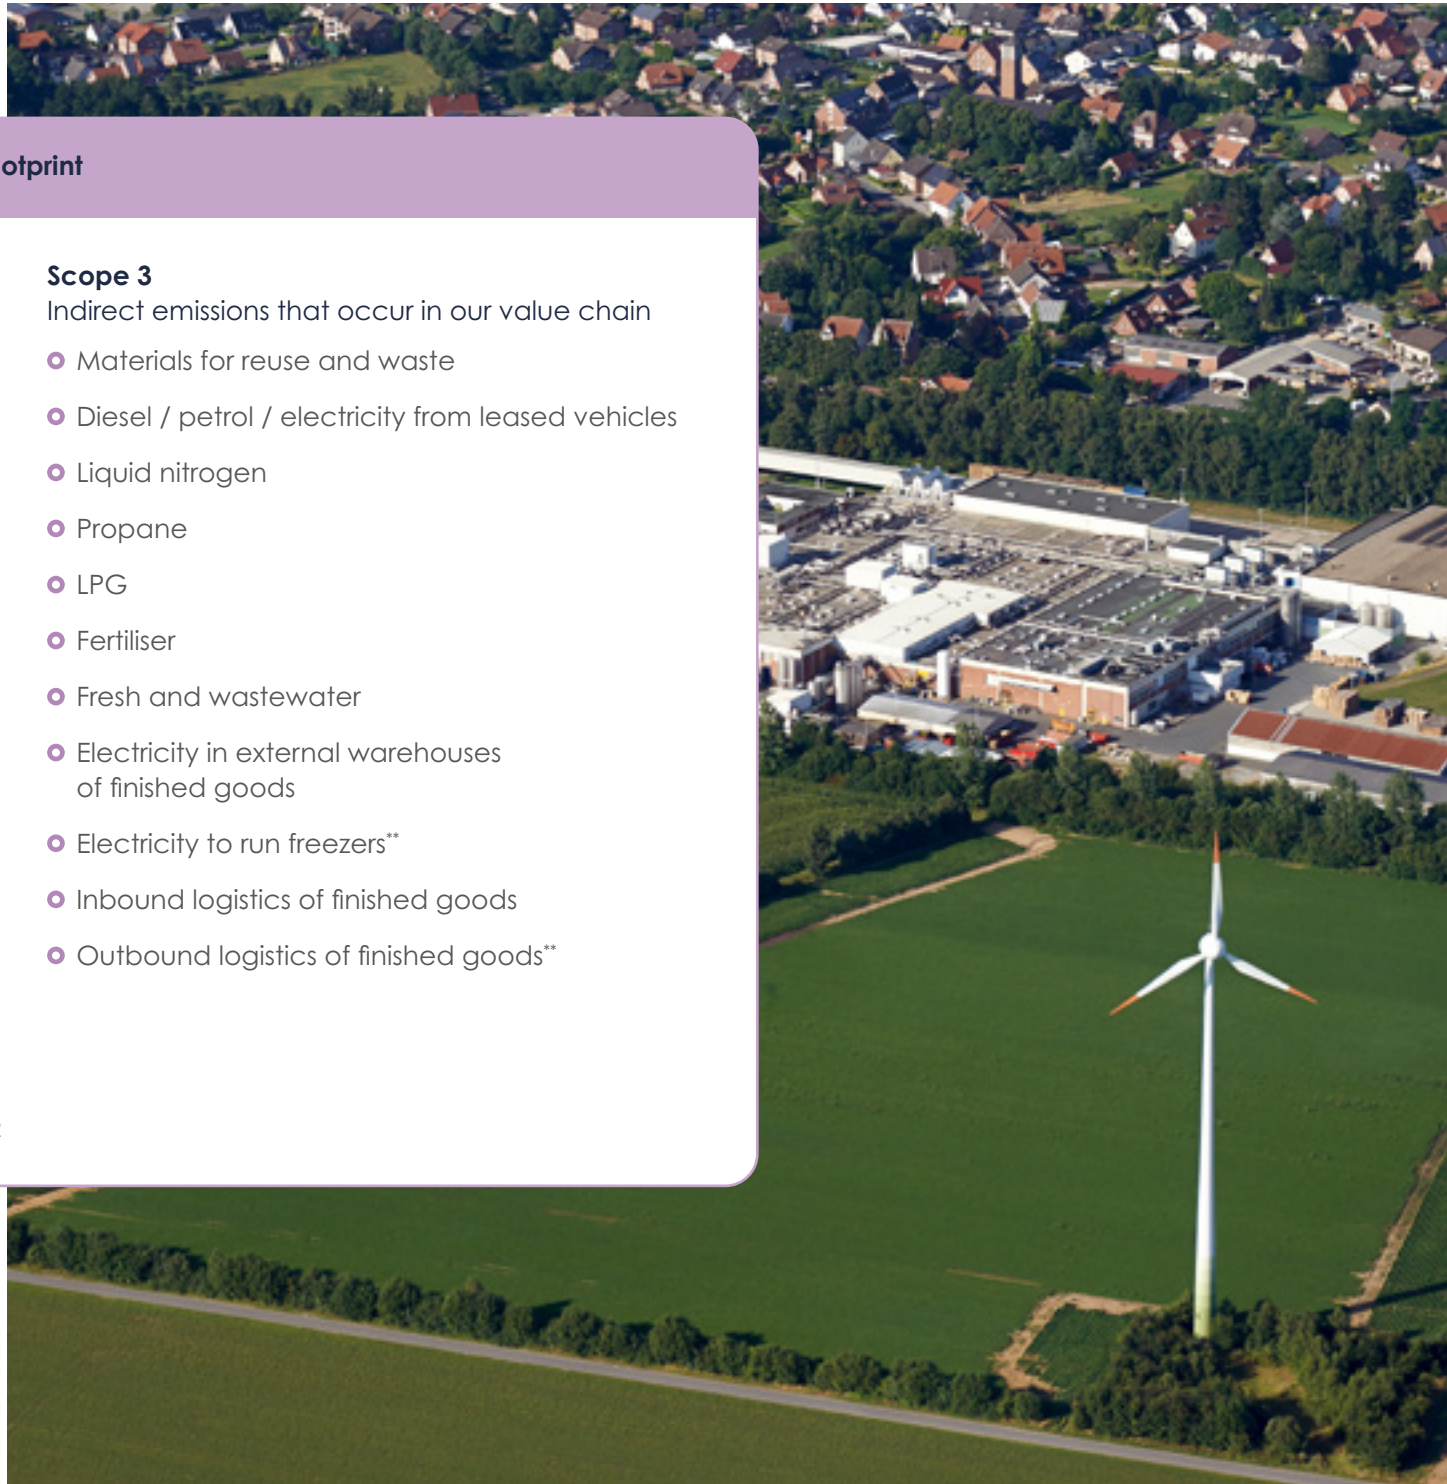 otprint
Scope 3
Indirect emissions that occur in our value chain
Materials for reuse and waste
Diesel / petrol / electricity from leased vehicles
Liquid nitrogen
Propane
LPG
Fertiliser
Fresh and wastewater
Electricity in external warehouses
of finished goods
Electricity to run freezers**
Inbound logistics of finished goods
Outbound logistics of finished goods**